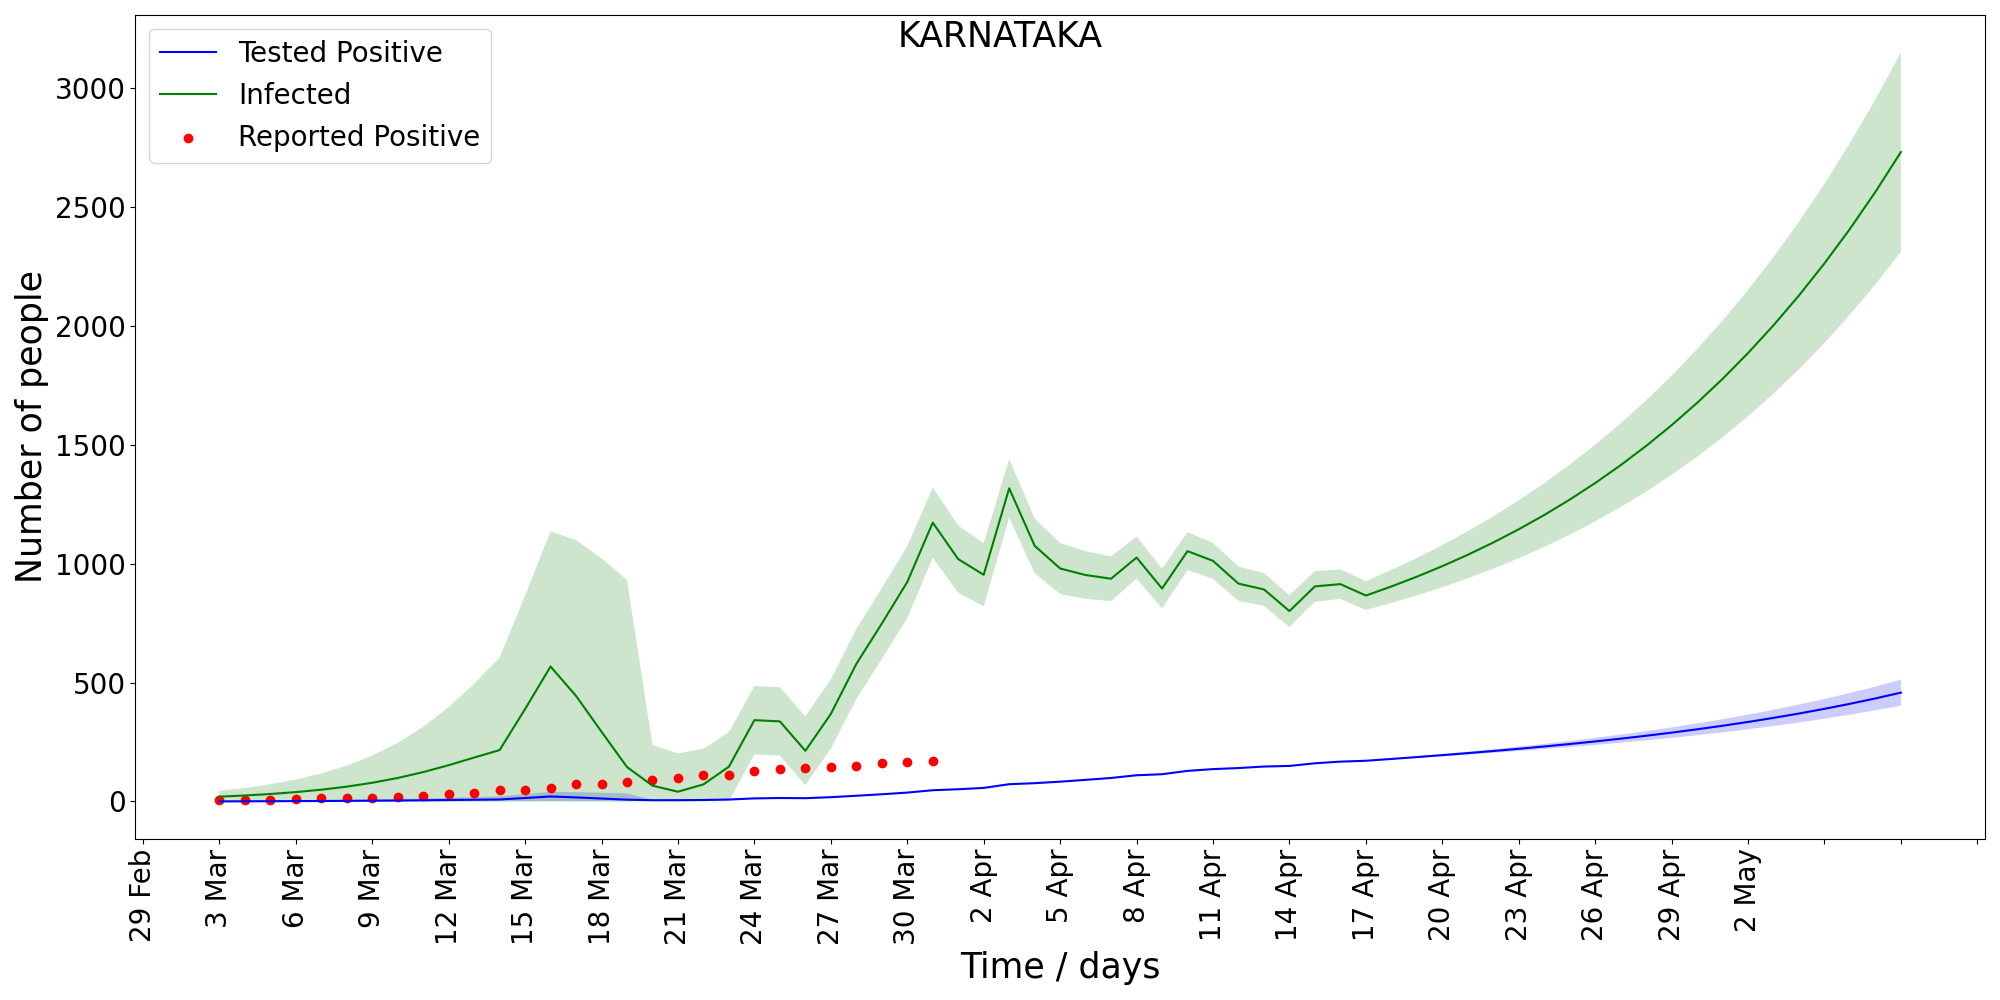 KARNATAKA
Tested Positive
Infected
Reported Positive
Number of people
3000
2500
2000
1500
1000
500
0
29 Feb
3 Mar
6 Mar
9 Mar
12 Mar
15 Mar
18 Mar
21 Mar
24 Mar
27 Mar
30 Mar
2 Apr
5 Apr
8 Apr
11 Apr
14 Apr
17 Apr
20 Apr
23 Apr
26 Apr
29 Apr
2 May
Time / days